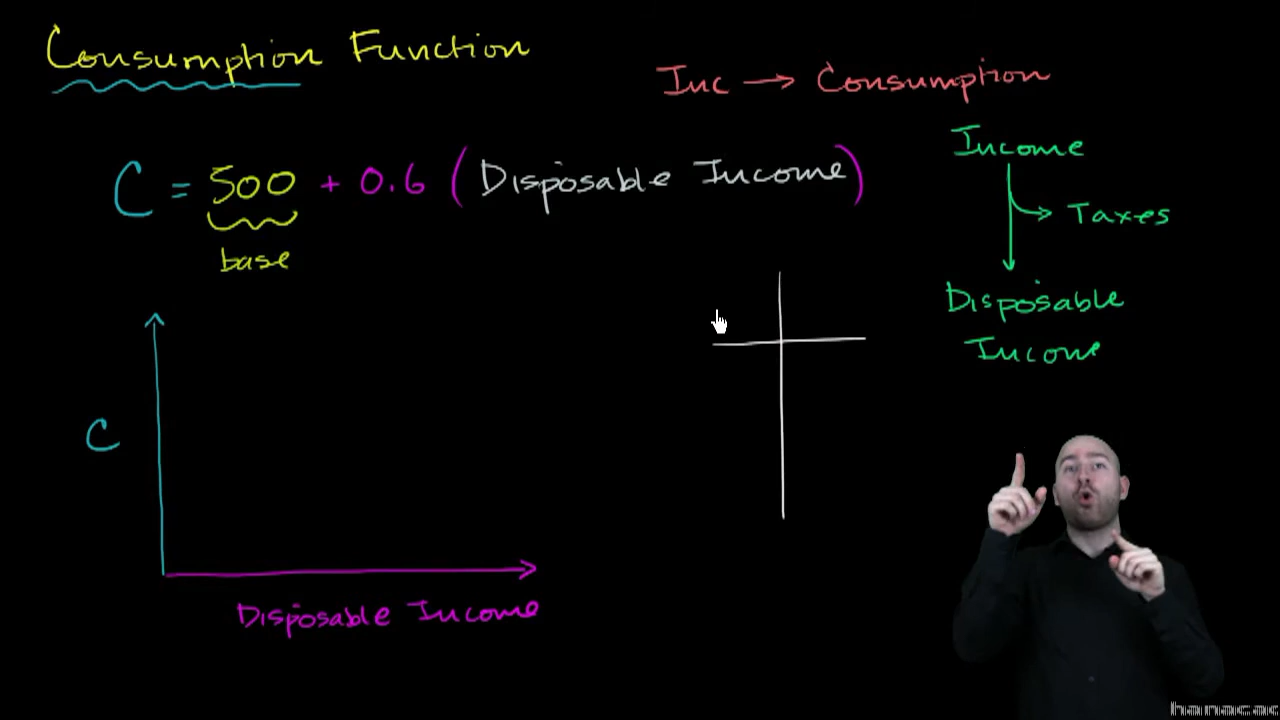 Consumption Function
Inc → Consumption
C = 500 + 0.6 (Disposable Income)
base
Income
Taxes
Disposable
Income
C
Disposable Income